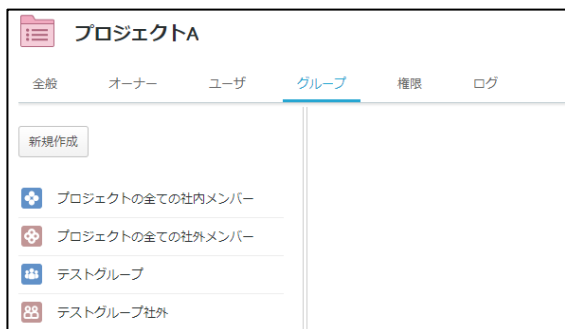 プロジェクトA
全般 オーナー ユーザ グループ 権限 ログ
新規作成
プロジェクトの全ての社内メンバー
プロジェクトの全ての社外メンバー
テストグループ
テストグループ社外